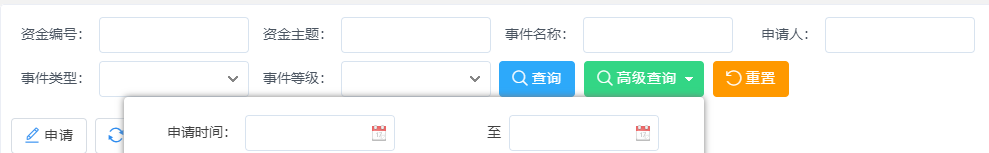 资金编号： 资金主题： 事件名称： 申请人：
事件类型： 事件等级： 查询 高级查询 重置
申请时间： 至
申请